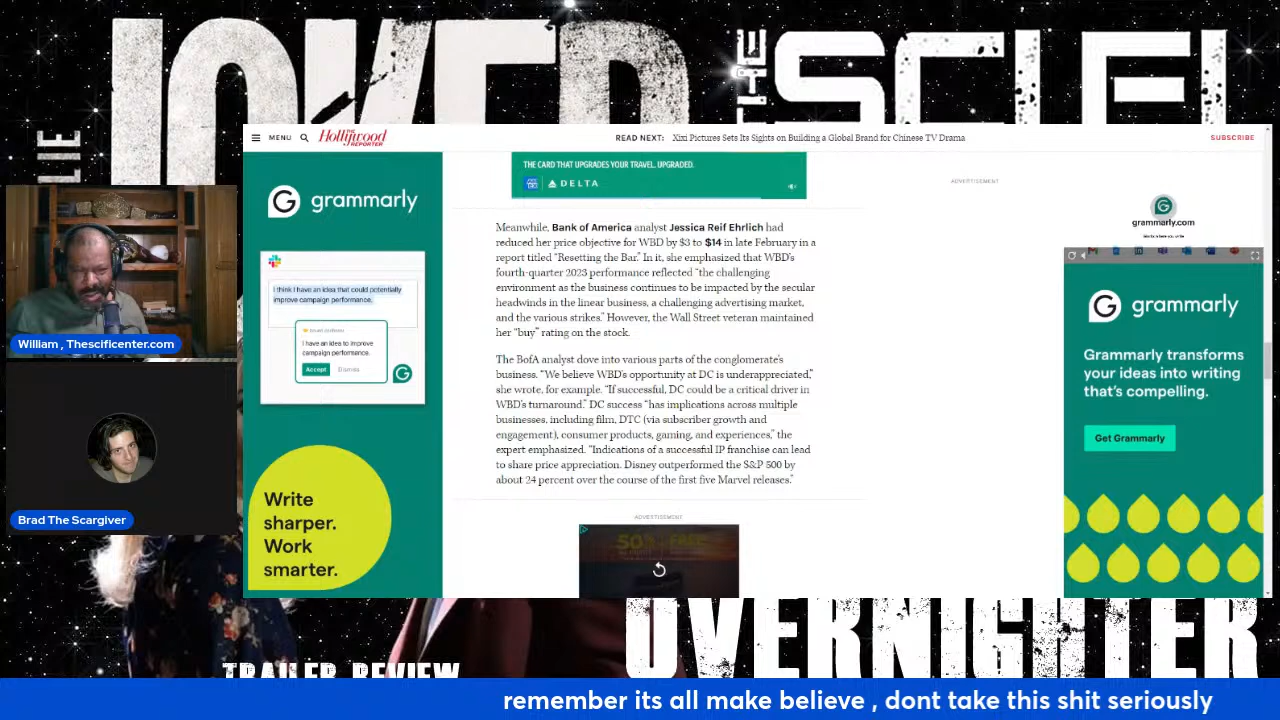 JOKER
THE
SCI FI
MENU
The Hollywood REPORTER
READ NEXT: Xixi Pictures Sets Its Sights on Building a Global Brand for Chinese TV Drama
SUBSCRIBE
THE CARD THAT UPGRADES YOUR TRAVEL. UPGRADED.
DELTA
ADVERTISEMENT
grammarly
grammarly.com
I think I have an idea that could potentially
improve campaign performance.
I have an idea to improve
campaign performance.
Accept Dismiss
Write
sharper.
Work
smarter.
Meanwhile, Bank of America analyst Jessica Reif Ehrlich had
reduced her price objective for WBD by $3 to $14 in late February in a
report titled “Resetting the Bar.” In it, she emphasized that WBD’s
fourth-quarter 2023 performance reflected “the challenging
environment as the business continues to be impacted by the secular
headwinds in the linear business, a challenging advertising market,
and the various strikes.” However, the Wall Street veteran maintained
her “buy” rating on the stock.
The BofA analyst dove into various parts of the conglomerate’s
business. “We believe WBD’s opportunity at DC is underappreciated,”
she wrote, for example. “If successful, DC could be a critical driver in
WBD’s turnaround.” DC success “has implications across multiple
businesses, including film, DTC (via subscriber growth and
engagement), consumer products, gaming, and experiences,” the
expert emphasized. “Indications of a successful IP franchise can lead
to share price appreciation. Disney outperformed the S&P 500 by
about 24 percent over the course of the first five Marvel releases.”
ADVERTISEMENT
50% FREE
grammarly
Grammarly transforms
your ideas into writing
that’s compelling.
Get Grammarly
William , Thescificenter.com
Brad The Scargiver
TRAILER REVIEW
OVERNIGHTER
remember its all make believe , dont take this shit seriously